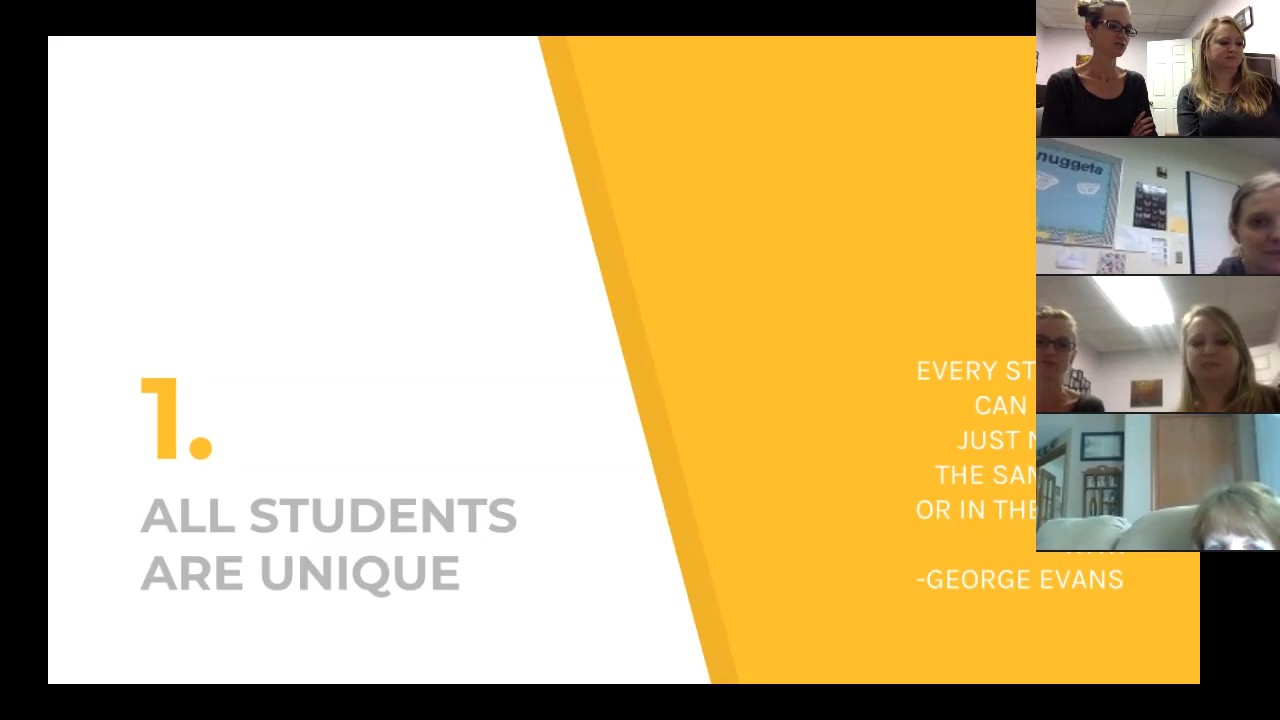 1.
ALL STUDENTS
ARE UNIQUE
EVERY ST
CAN
JUST
THE SAM
OR IN THE
-GEORGE EVANS
nuggets